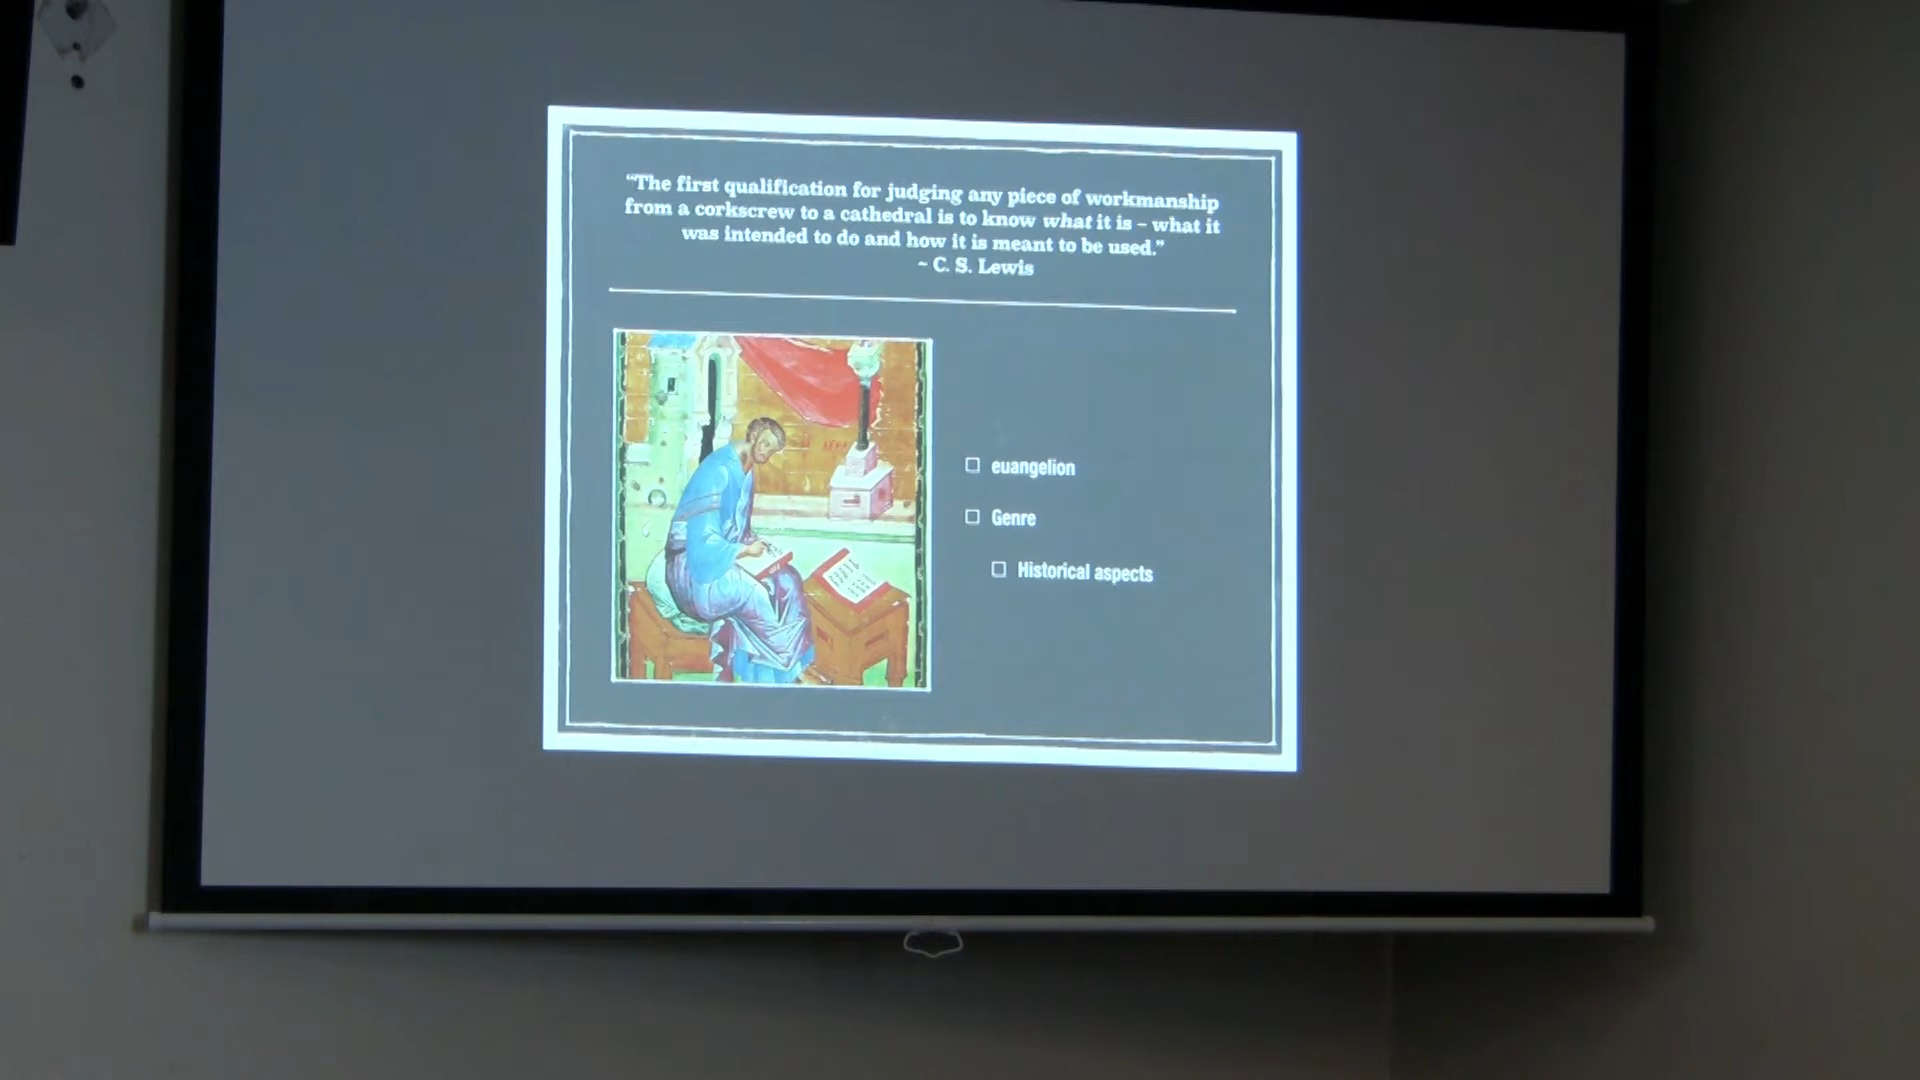 “The first qualification for judging any piece of workmanship
from a corkscrew to a cathedral is to know what it is – what it
was intended to do and how it is meant to be used.”
~ C. S. Lewis
euangelion
Genre
Historical aspects